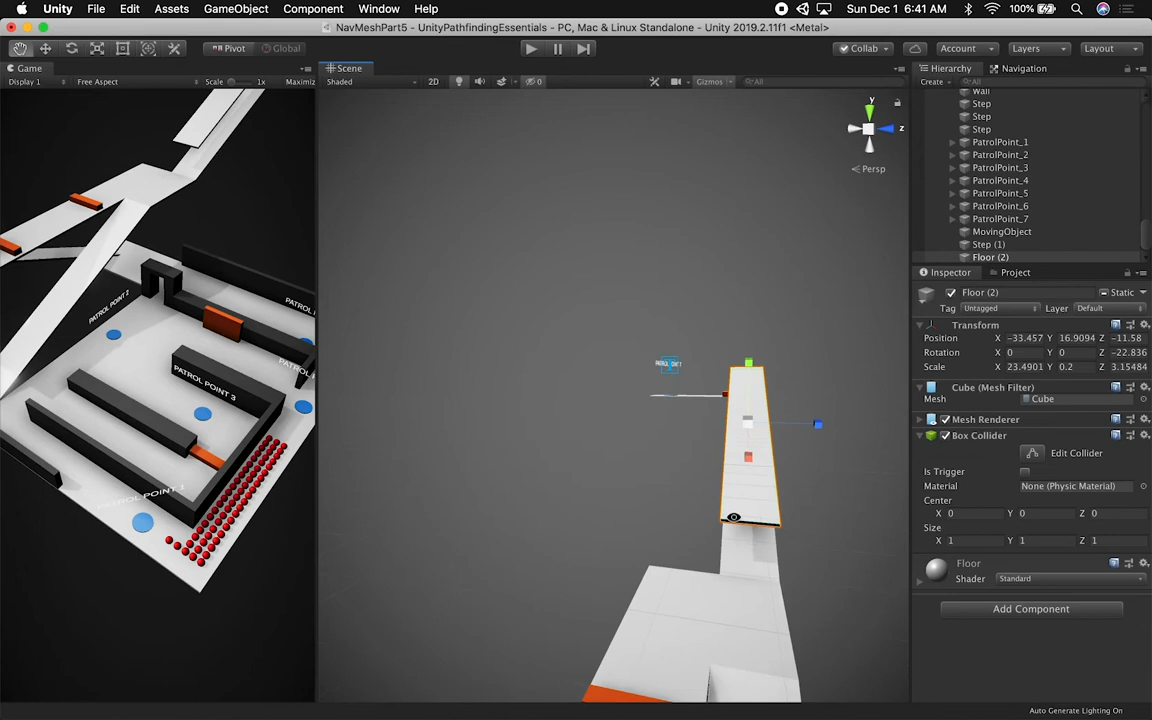 Unity File Edit Assets GameObject Component Window Help 100% Sun Dec 1 6:41 AM
NavMeshPart5 - UnityPathfindingEssentials - PC, Mac & Linux Standalone - Unity 2019.2.11f1 <Metal>
Pivot Global Collab Account Layers Layout
Game Scene Hierarchy Navigation
Display 1 Free Aspect Scale 1x Maximiz Shaded 2D 0 Gizmos All Create All
Wall
Step
Step
Step
PatrolPoint_1
PatrolPoint_2
PatrolPoint_3
PatrolPoint_4
PatrolPoint_5
PatrolPoint_6
PatrolPoint_7
MovingObject
Step (1)
Floor (2)
y
z
Persp
PATROL POINT 2
PATROL
PATROL
PATROL POINT 3
PATROL POINT 1
Inspector Project
Floor (2) Static
Tag Untagged Layer Default
Transform
Position X -33.457 Y 16.9094 Z -11.58
Rotation X 0 Y 0 Z -22.836
Scale X 23.4901 Y 0.2 Z 3.15484
Cube (Mesh Filter)
Mesh Cube
Mesh Renderer
Box Collider
Edit Collider
Is Trigger
Material None (Physic Material)
Center
X 0 Y 0 Z 0
Size
X 1 Y 1 Z 1
Floor
Shader Standard
Add Component
Auto Generate Lighting On